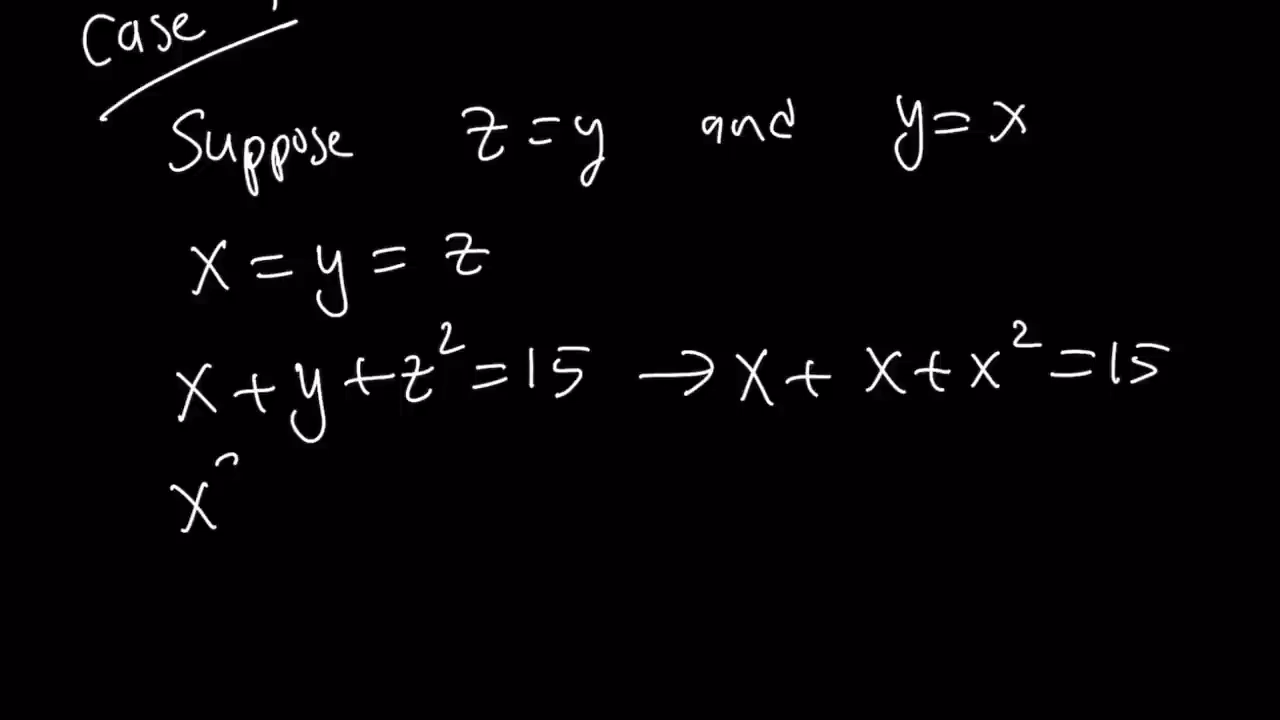 Case
Suppose z = y and y = x
x = y = z
x + y + z² = 15 → x + x + x² = 15
x